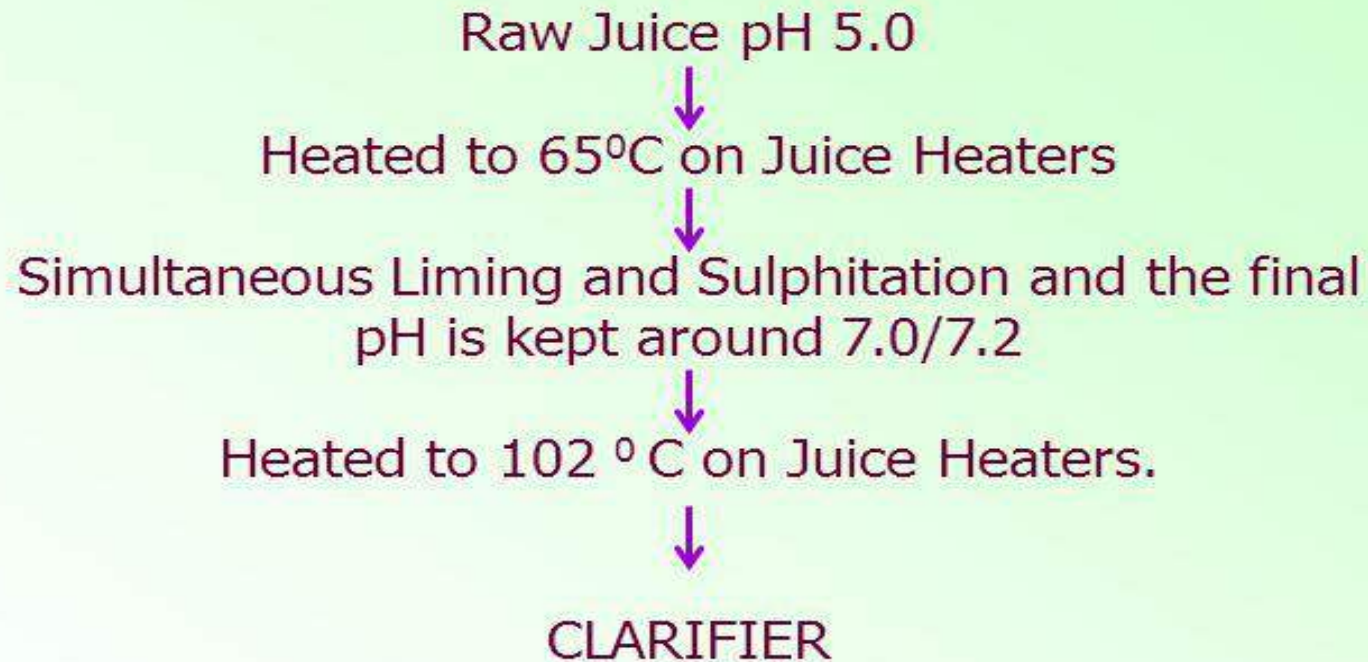 Raw Juice pH 5.0
Heated to 65⁰C on Juice Heaters
Simultaneous Liming and Sulphitation and the final
pH is kept around 7.0/7.2
Heated to 102 ⁰ C on Juice Heaters.
CLARIFIER